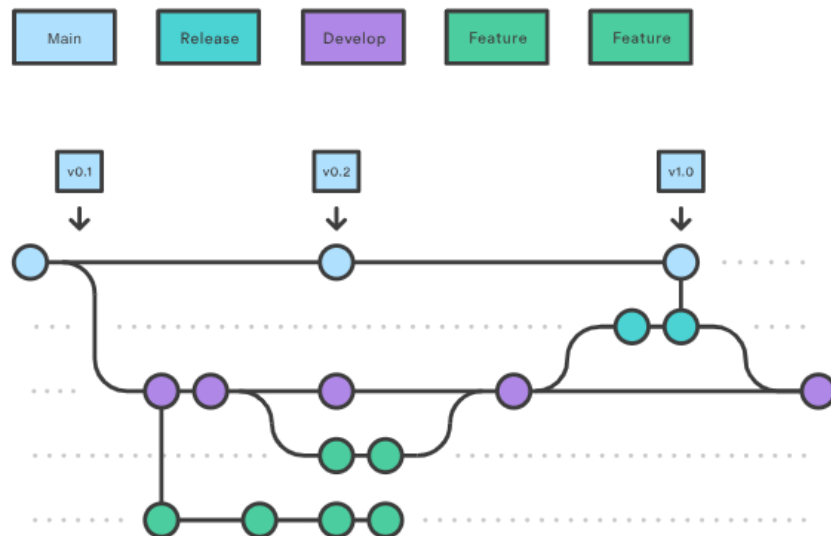 Main
Release
Develop
Feature
Feature
v0.1
v0.2
v1.0